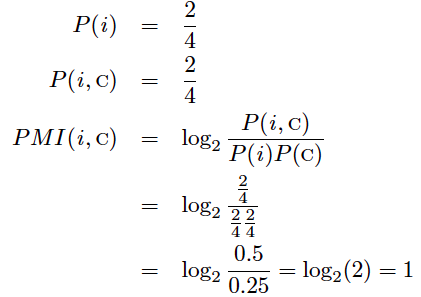 P(i) = 2/4
P(i, C) = 2/4
PMI(i, C) = log₂ P(i, C) / P(i)P(C)
= log₂ 2/4 / 2/4 2/4
= log₂ 0.5/0.25 = log₂(2) = 1